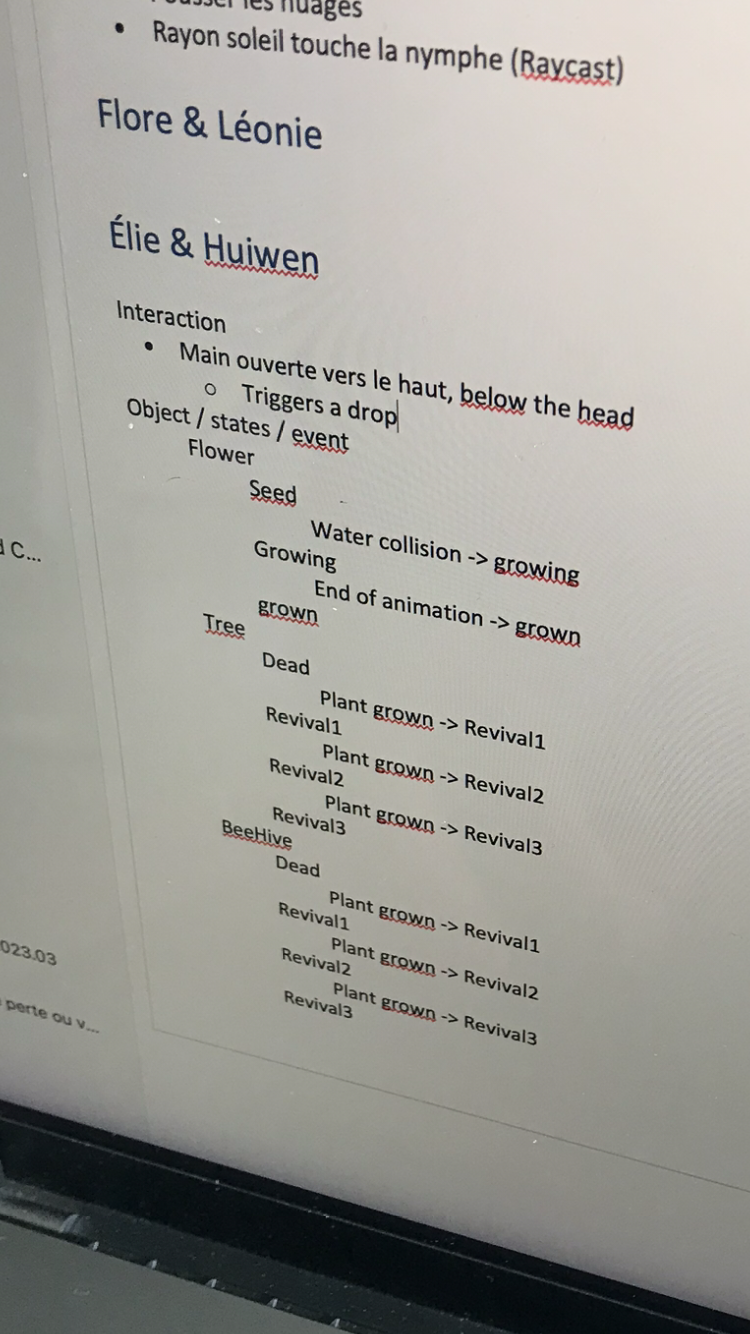 les nuages
• Rayon soleil touche la nymphe (Raycast)
Flore & Léonie
Élie & Huiwen
Interaction
• Main ouverte vers le haut, below the head
o Triggers a drop
Object / states / event
Flower
Seed
Water collision -> growing
Growing
End of animation -> grown
grown
Tree
Dead
Plant grown -> Revival1
Revival1
Plant grown -> Revival2
Revival2
Plant grown -> Revival3
Revival3
BeeHive
Dead
Plant grown -> Revival1
Revival1
Plant grown -> Revival2
Revival2
Plant grown -> Revival3
Revival3
C...
023.03
perte ou v...